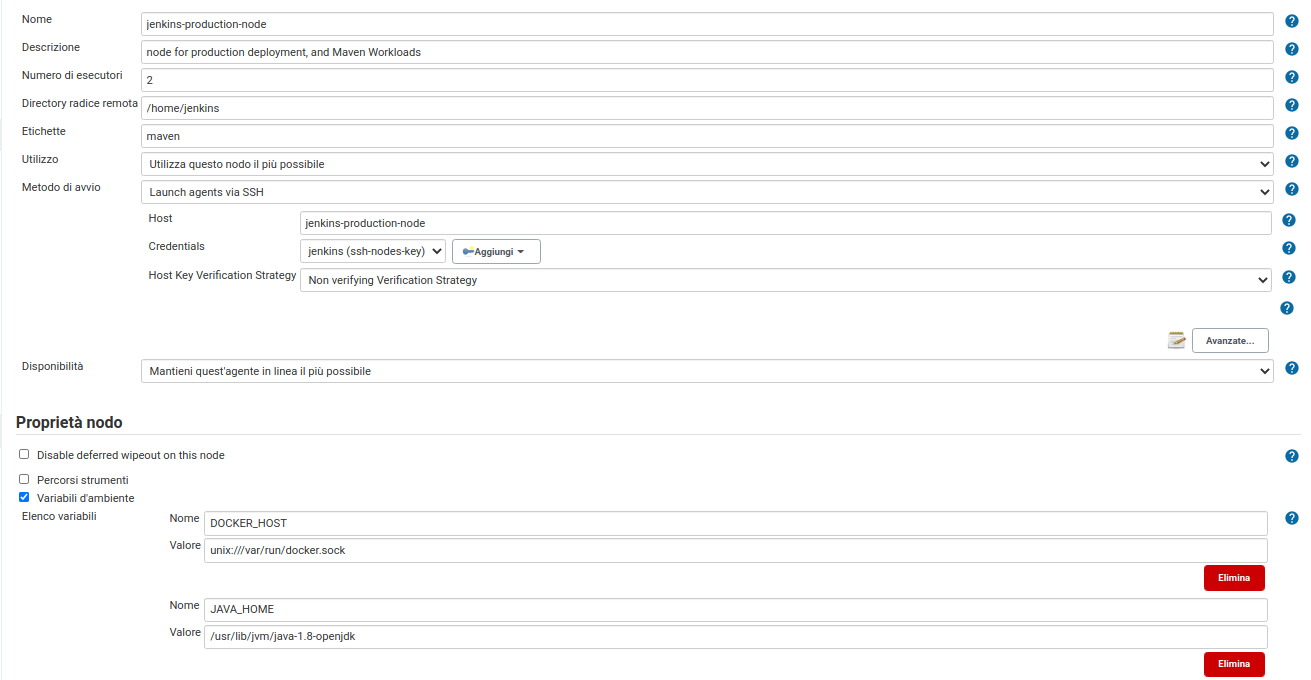 Nome
jenkins-production-node
Descrizione
node for production deployment, and Maven Workloads
Numero di esecutori
2
Directory radice remota
/home/jenkins
Etichette
maven
Utilizzo
Utilizza questo nodo il più possibile
Metodo di avvio
Launch agents via SSH
Host
jenkins-production-node
Credentials
jenkins (ssh-nodes-key)
Aggiungi
Host Key Verification Strategy
Non verifying Verification Strategy
Avanzate...
Disponibilità
Mantieni quest'agente in linea il più possibile
Proprietà nodo
Disable deferred wipeout on this node
Percorsi strumenti
Variabili d'ambiente
Elenco variabili
Nome
DOCKER_HOST
Valore
unix:///var/run/docker.sock
Elimina
Nome
JAVA_HOME
Valore
/usr/lib/jvm/java-1.8-openjdk
Elimina